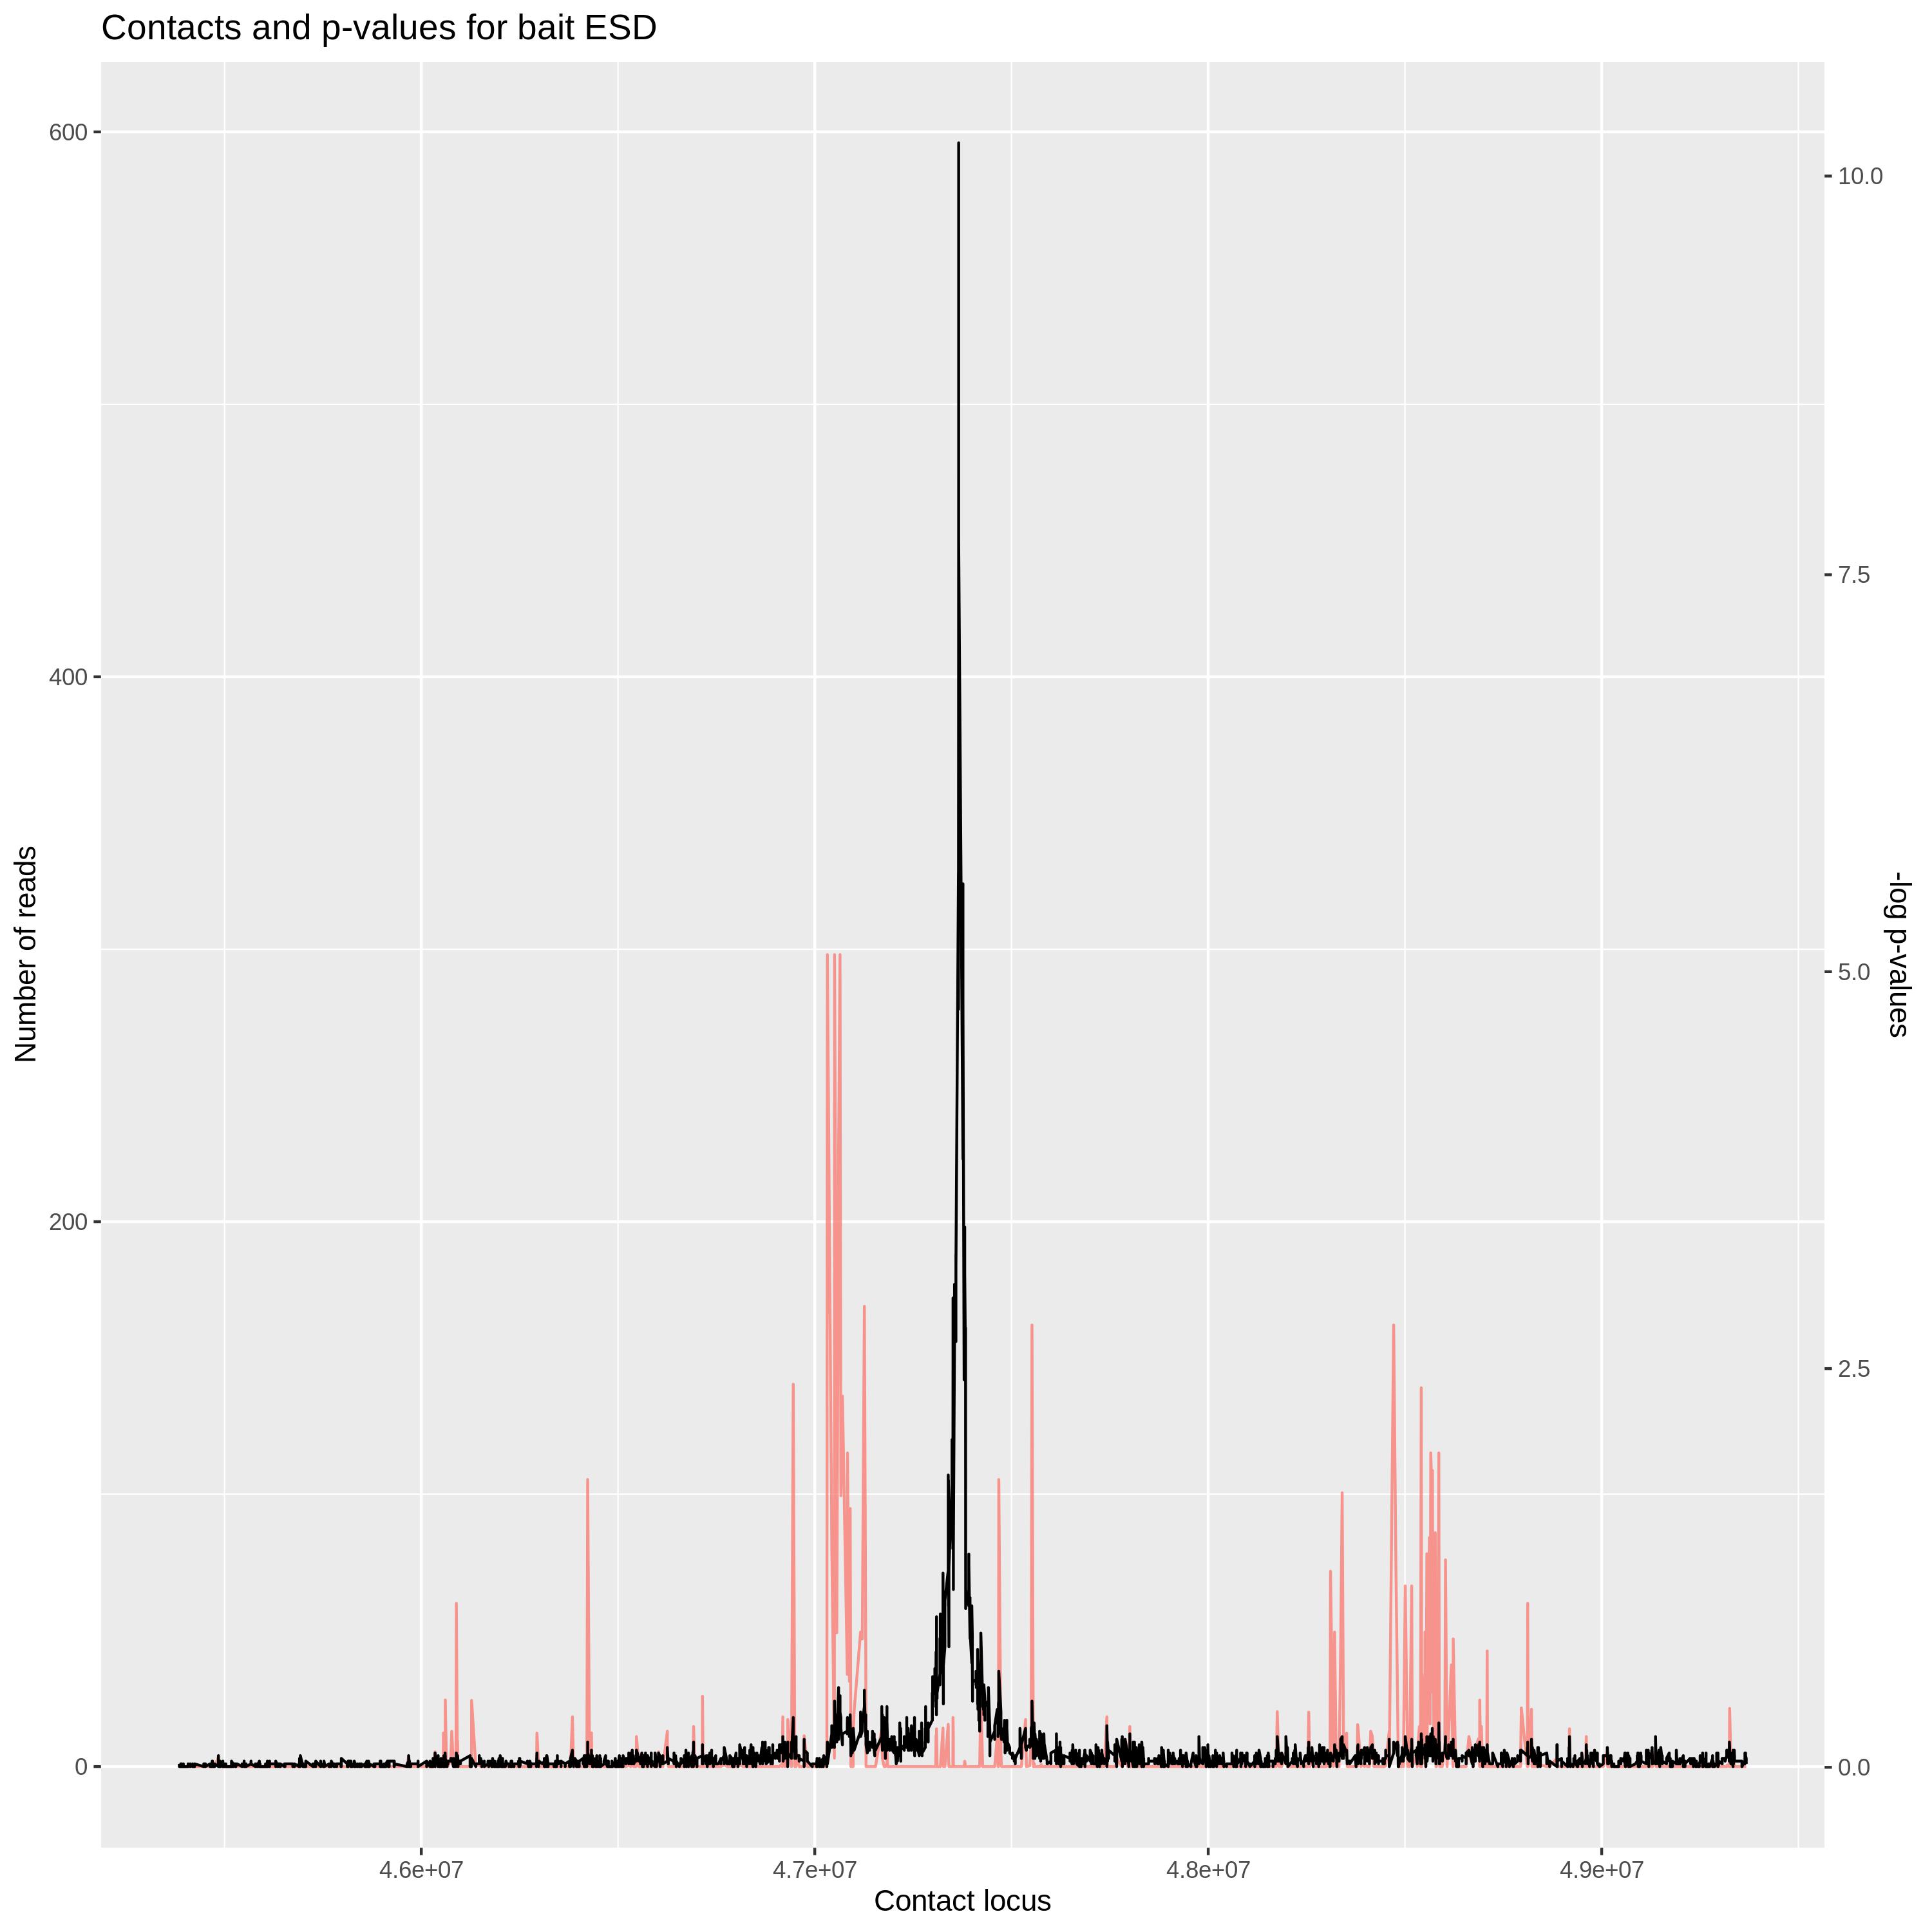 Contacts and p-values for bait ESD
600
400
200
0
Number of reads
10.0
7.5
5.0
2.5
0.0
-log p-values
4.6e+07
4.7e+07
4.8e+07
4.9e+07
Contact locus